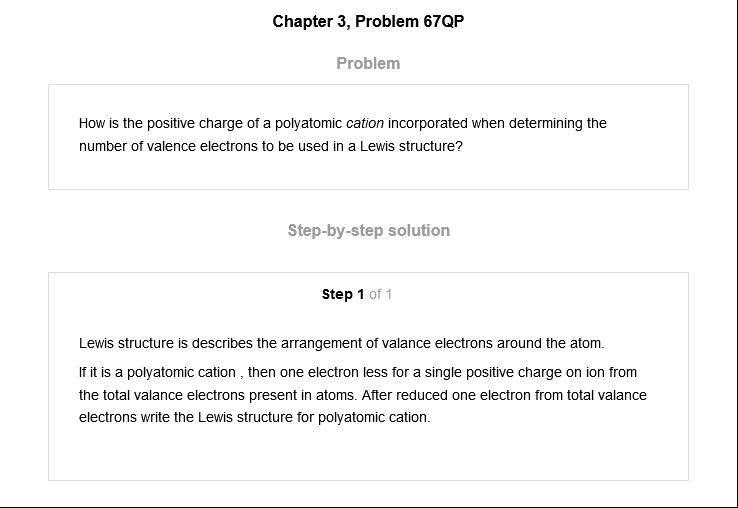 Chapter 3, Problem 67QP
Problem
How is the positive charge of a polyatomic cation incorporated when determining the
number of valence electrons to be used in a Lewis structure?
Step-by-step solution
Step 1 of 1
Lewis structure is describes the arrangement of valance electrons around the atom.
If it is a polyatomic cation , then one electron less for a single positive charge on ion from
the total valance electrons present in atoms. After reduced one electron from total valance
electrons write the Lewis structure for polyatomic cation.